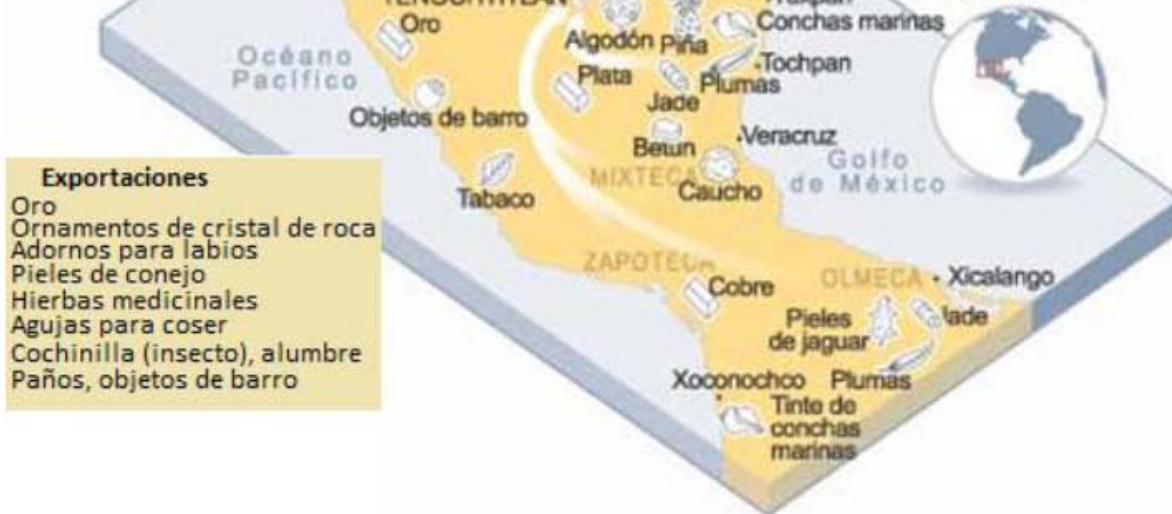 Oro
Conchas marinas
Algodón Piña
Océano
Pacífico
Tochpan
Plata
Plumas
Jade
Objetos de barro
Veracruz
Golfo
de México
Caucho
Tabaco
Exportaciones
Oro
Ornamentos de cristal de roca
Adornos para labios
Pieles de conejo
Hierbas medicinales
Agujas para coser
Cochinilla (insecto), alumbre
Paños, objetos de barro
MIXTECA
ZAPOTECA
OLMECA
Xicalango
Cobre
Pieles
de jaguar
Jade
Xoconochco
Plumas
Tinte de
conchas
marinas